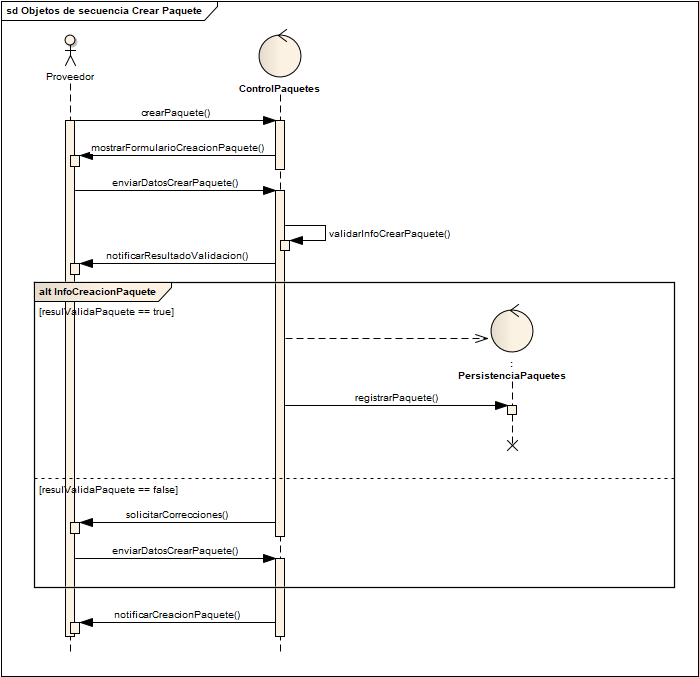 sd Objetos de secuencia Crear Paquete
Proveedor
ControlPaquetes
crearPaquete()
mostrarFormularioCreacionPaquete()
enviarDatosCrearPaquete()
validarInfoCrearPaquete()
notificarResultadoValidacion()
alt InfoCreacionPaquete
[resulValidaPaquete == true]
:
PersistenciaPaquetes
registrarPaquete()
[resulValidaPaquete == false]
solicitarCorrecciones()
enviarDatosCrearPaquete()
notificarCreacionPaquete()